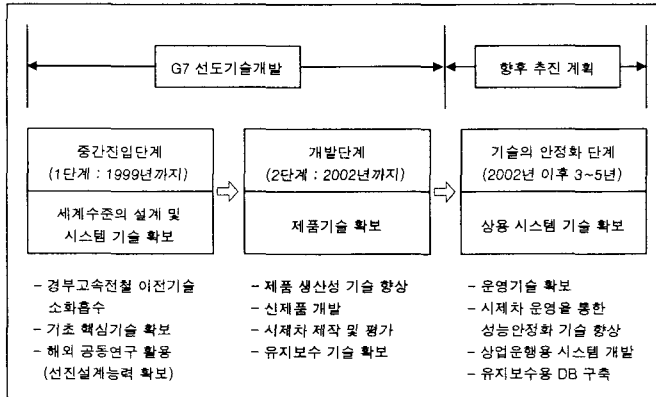 G7 선도기술개발
향후 추진 계획
중간진입단계
(1단계 : 1999년까지)
세계수준의 설계 및
시스템 기술 확보
- 경부고속전철 이전기술
소화흡수
- 기초 핵심기술 확보
- 해외 공동연구 활용
(선진설계능력 확보)
개발단계
(2단계 : 2002년까지)
제품기술 확보
- 제품 생산성 기술 향상
- 신제품 개발
- 시제차 제작 및 평가
- 유지보수 기술 확보
기술의 안정화 단계
(2002년 이후 3~5년)
상용 시스템 기술 확보
- 운영기술 확보
- 시제차 운영을 통한
성능안정화 기술 향상
- 상업운행용 시스템 개발
- 유지보수용 DB 구축